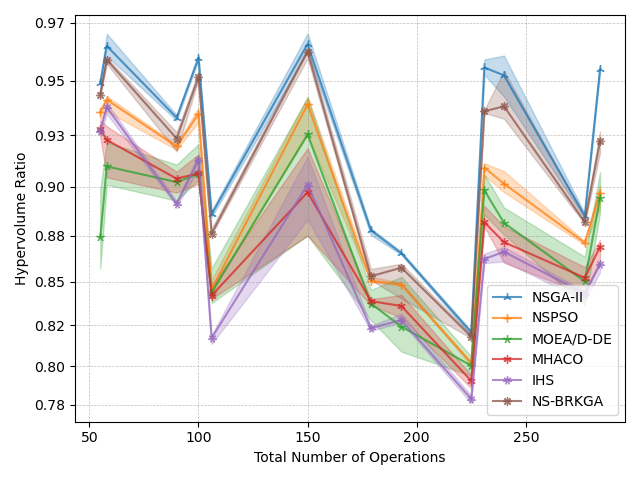 0.97
0.95
0.93
0.90
0.88
0.85
0.82
0.80
0.78
Hypervolume Ratio
50
100
150
200
250
Total Number of Operations
NSGA-II
NSPSO
MOEA/D-DE
MHACO
IHS
NS-BRKGA